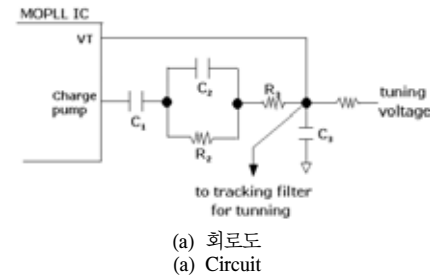 MOPLL IC
VT
Charge
pump
C₁
C₂
R₂
R₃
C₃
tuning
voltage
to tracking filter
for tunning
(a) 회로도
(a) Circuit